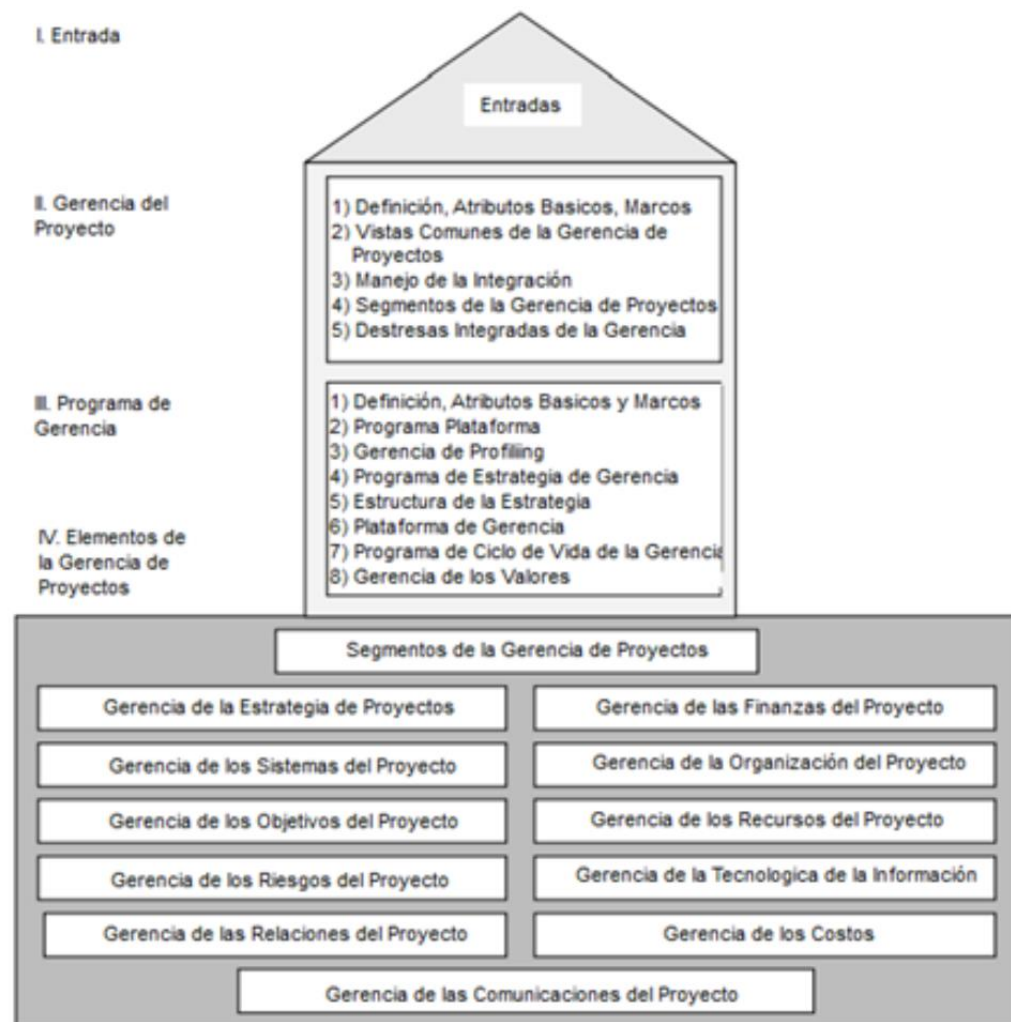 I. Entrada
Entradas
II. Gerencia del
Proyecto
1) Definición, Atributos Basicos, Marcos
2) Vistas Comunes de la Gerencia de
Proyectos
3) Manejo de la Integración
4) Segmentos de la Gerencia de Proyectos
5) Destresas Integradas de la Gerencia
III. Programa de
Gerencia
1) Definición, Atributos Basicos y Marcos
2) Programa Plataforma
3) Gerencia de Profiliing
4) Programa de Estrategia de Gerencia
5) Estructura de la Estrategia
6) Plataforma de Gerencia
7) Programa de Ciclo de Vida de la Gerencia
8) Gerencia de los Valores
IV. Elementos de
la Gerencia de
Proyectos
Segmentos de la Gerencia de Proyectos
Gerencia de la Estrategia de Proyectos
Gerencia de las Finanzas del Proyecto
Gerencia de los Sistemas del Proyecto
Gerencia de la Organización del Proyecto
Gerencia de los Objetivos del Proyecto
Gerencia de los Recursos del Proyecto
Gerencia de los Riesgos del Proyecto
Gerencia de la Tecnologica de la Información
Gerencia de las Relaciones del Proyecto
Gerencia de los Costos
Gerencia de las Comunicaciones del Proyecto